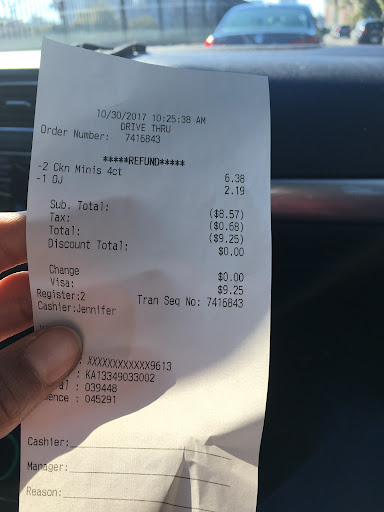 10/30/2017 10:25:38 AM
DRIVE THRU
Order Number: 7416843
*****REFUND*****
-2 Ckn Minis 4ct 6.38
-1 OJ 2.19
Sub. Total: ($8.57)
Tax: ($0.68)
Total: ($9.25)
Discount Total: $0.00
Change $0.00
Visa: $9.25
Register:2 Tran Seq No: 7416843
Cashier:Jennifer
: XXXXXXXXXXXX9613
: KA13349033002
al : 039448
ence : 045291
Cashier:
Manager:
Reason: